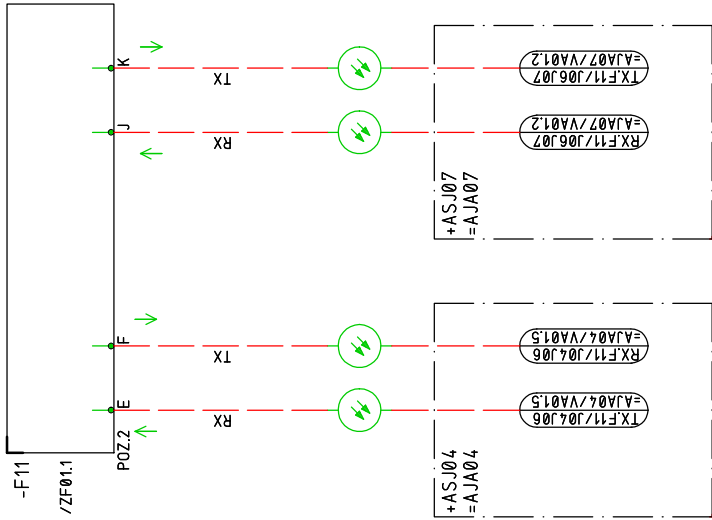 K
TX
TX.F11/J06J07
=AJA07/VA01.2
J
RX
RX.F11/J06J07
=AJA07/VA01.2
+ASJ07
=AJA07
F
TX
RX.F11/J04J06
=AJA04/VA01.5
E
RX
TX.F11/J04J06
=AJA04/VA01.5
+ASJ04
=AJA04
-F11
/ZF01.1
POZ.2